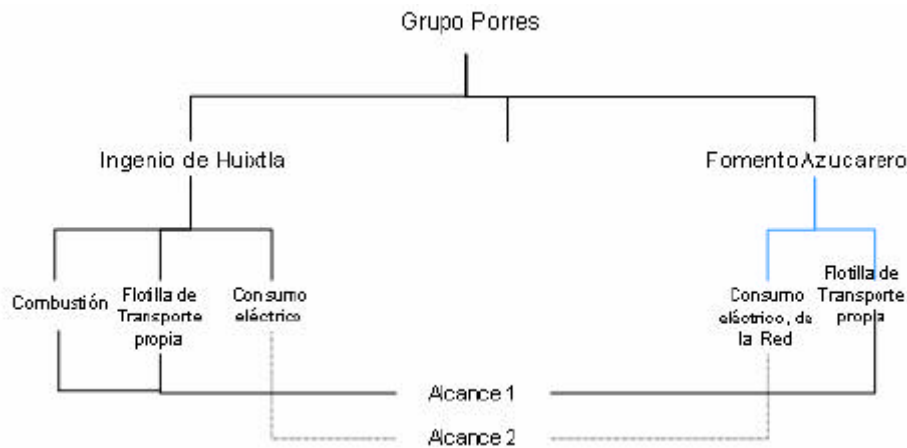 Grupo Porres
Ingenio de Huixtla
Fomento Azucarero
Combustión
Flotilla de
Transporte
propia
Consumo
eléctrico
Consumo
eléctrico, de
la Red
Flotilla de
Transporte
propia
Alcance 1
Alcance 2